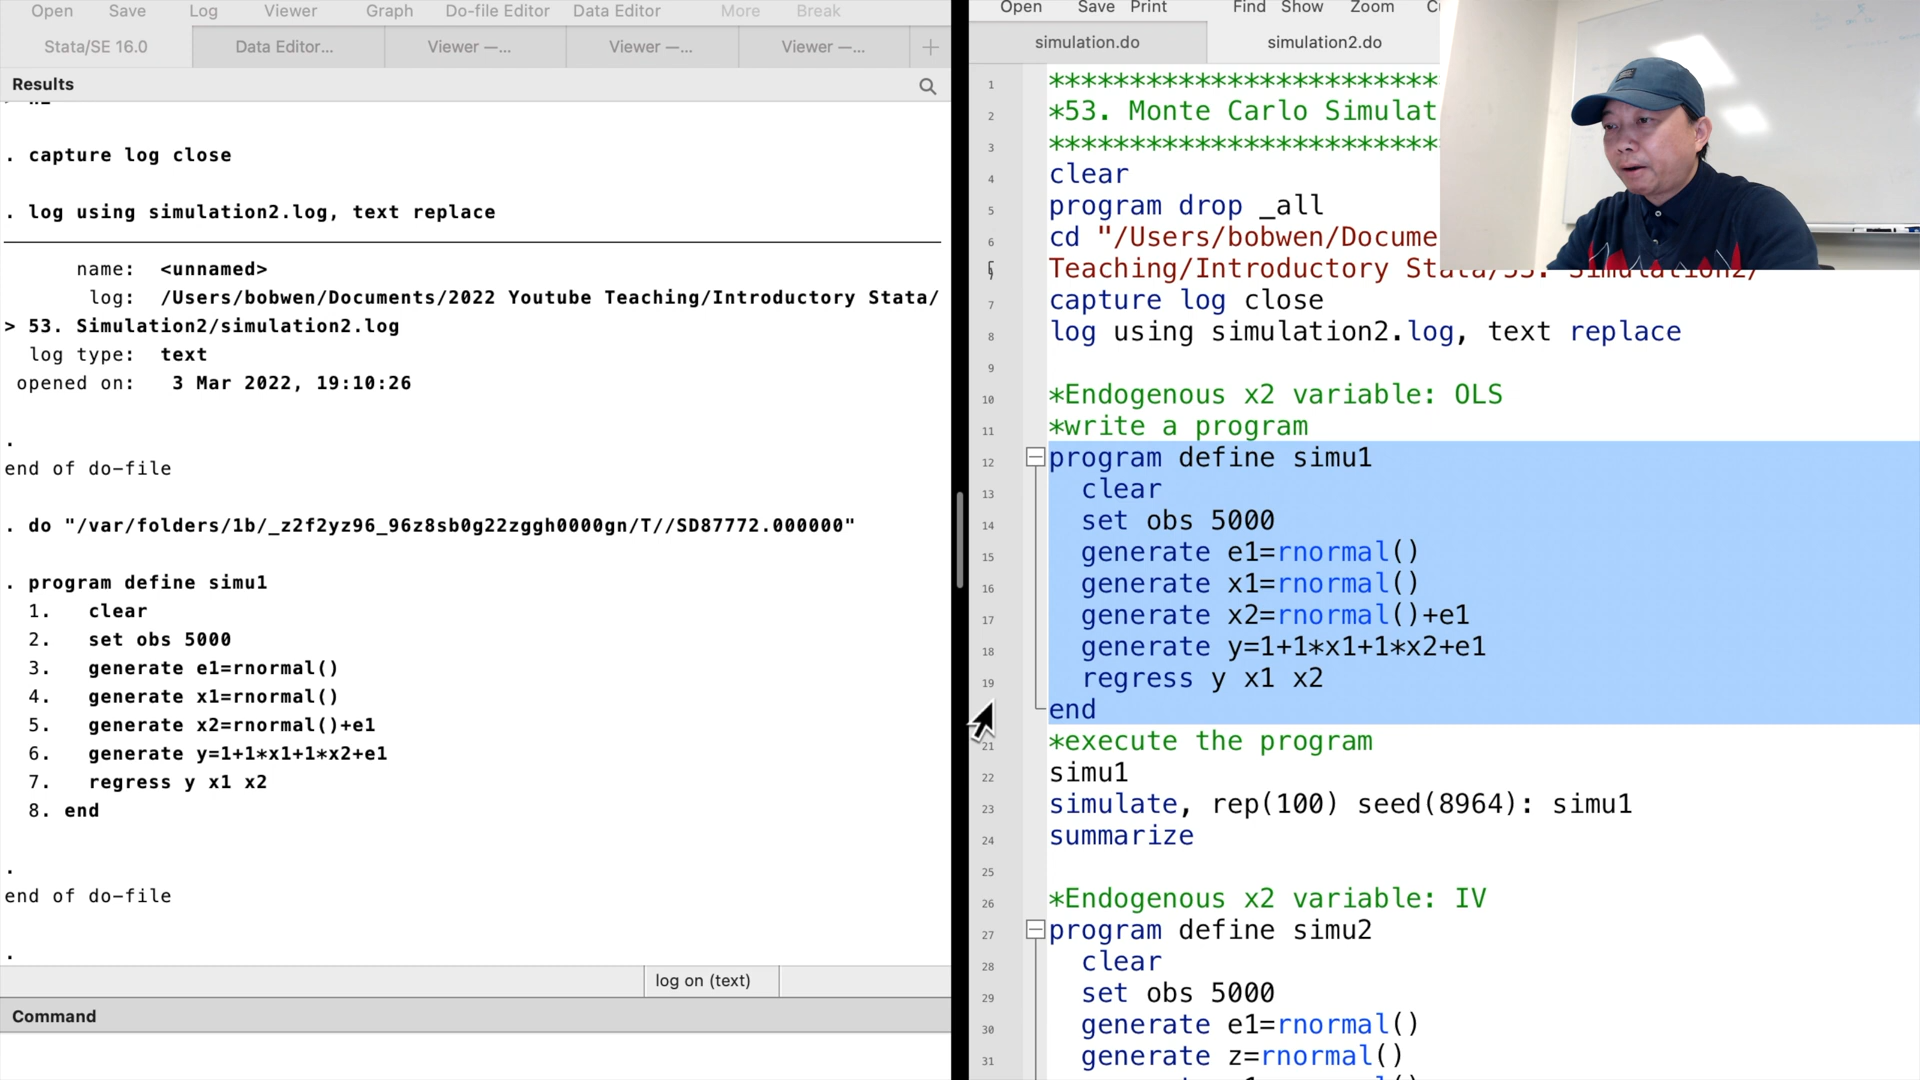 Open Save Log Viewer Graph Do-file Editor Data Editor More Break
Stata/SE 16.0 Data Editor... Viewer —... Viewer —... Viewer —... +
Results
. capture log close
. log using simulation2.log, text replace
name: <unnamed>
log: /Users/bobwen/Documents/2022 Youtube Teaching/Introductory Stata/
> 53. Simulation2/simulation2.log
log type: text
opened on: 3 Mar 2022, 19:10:26
.
end of do-file
. do "/var/folders/1b/_z2f2yz96_96z8sb0g22zggh0000gn/T//SD87772.000000"
. program define simu1
1. clear
2. set obs 5000
3. generate e1=rnormal()
4. generate x1=rnormal()
5. generate x2=rnormal()+e1
6. generate y=1+1*x1+1*x2+e1
7. regress y x1 x2
8. end
.
end of do-file
.
log on (text)
Command
Open Save Print Find Show Zoom
simulation.do simulation2.do
1 ************************
2 *53. Monte Carlo Simulat
3 ************************
4 clear
5 program drop _all
6 cd "/Users/bobwen/Docume
Teaching/Introductory Stata/53. Simulation2/
7 capture log close
8 log using simulation2.log, text replace
9
10 *Endogenous x2 variable: OLS
11 *write a program
12 program define simu1
13 clear
14 set obs 5000
15 generate e1=rnormal()
16 generate x1=rnormal()
17 generate x2=rnormal()+e1
18 generate y=1+1*x1+1*x2+e1
19 regress y x1 x2
end
21 *execute the program
22 simu1
23 simulate, rep(100) seed(8964): simu1
24 summarize
25
26 *Endogenous x2 variable: IV
27 program define simu2
28 clear
29 set obs 5000
30 generate e1=rnormal()
31 generate z=rnormal()